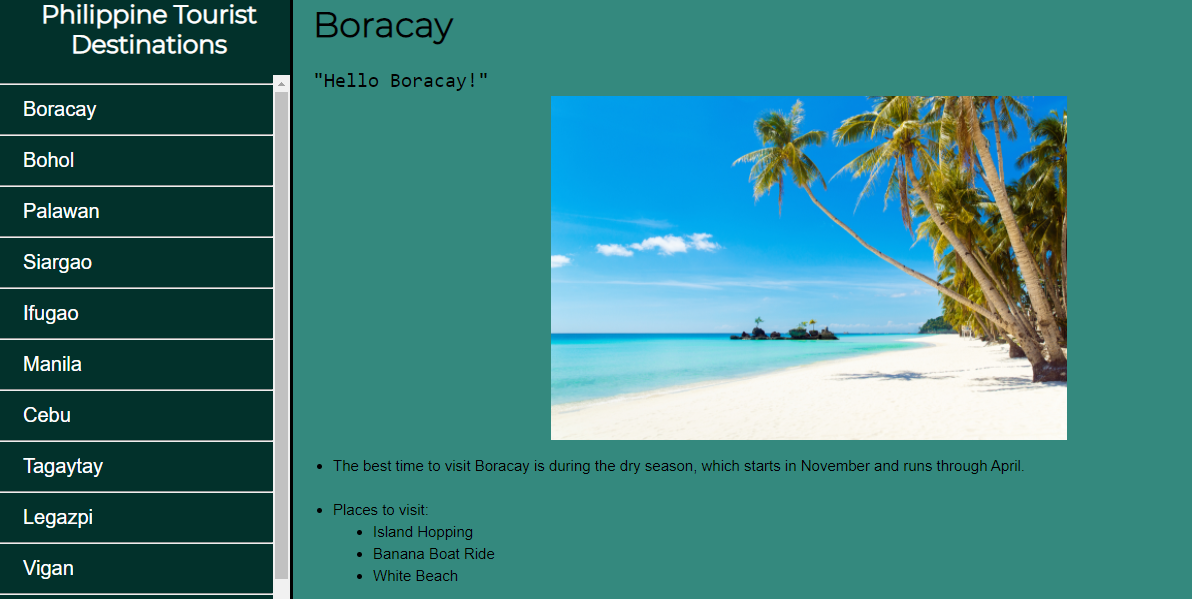 Philippine Tourist
Destinations
Boracay
Bohol
Palawan
Siargao
Ifugao
Manila
Cebu
Tagaytay
Legazpi
Vigan
Boracay
"Hello Boracay!"
The best time to visit Boracay is during the dry season, which starts in November and runs through April.
Places to visit:
Island Hopping
Banana Boat Ride
White Beach